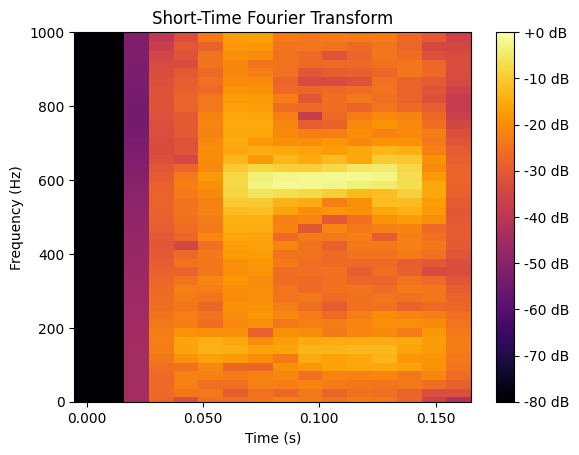 Short-Time Fourier Transform
1000
800
600
400
200
0
Frequency (Hz)
0.000
0.050
0.100
0.150
Time (s)
+0 dB
-10 dB
-20 dB
-30 dB
-40 dB
-50 dB
-60 dB
-70 dB
-80 dB